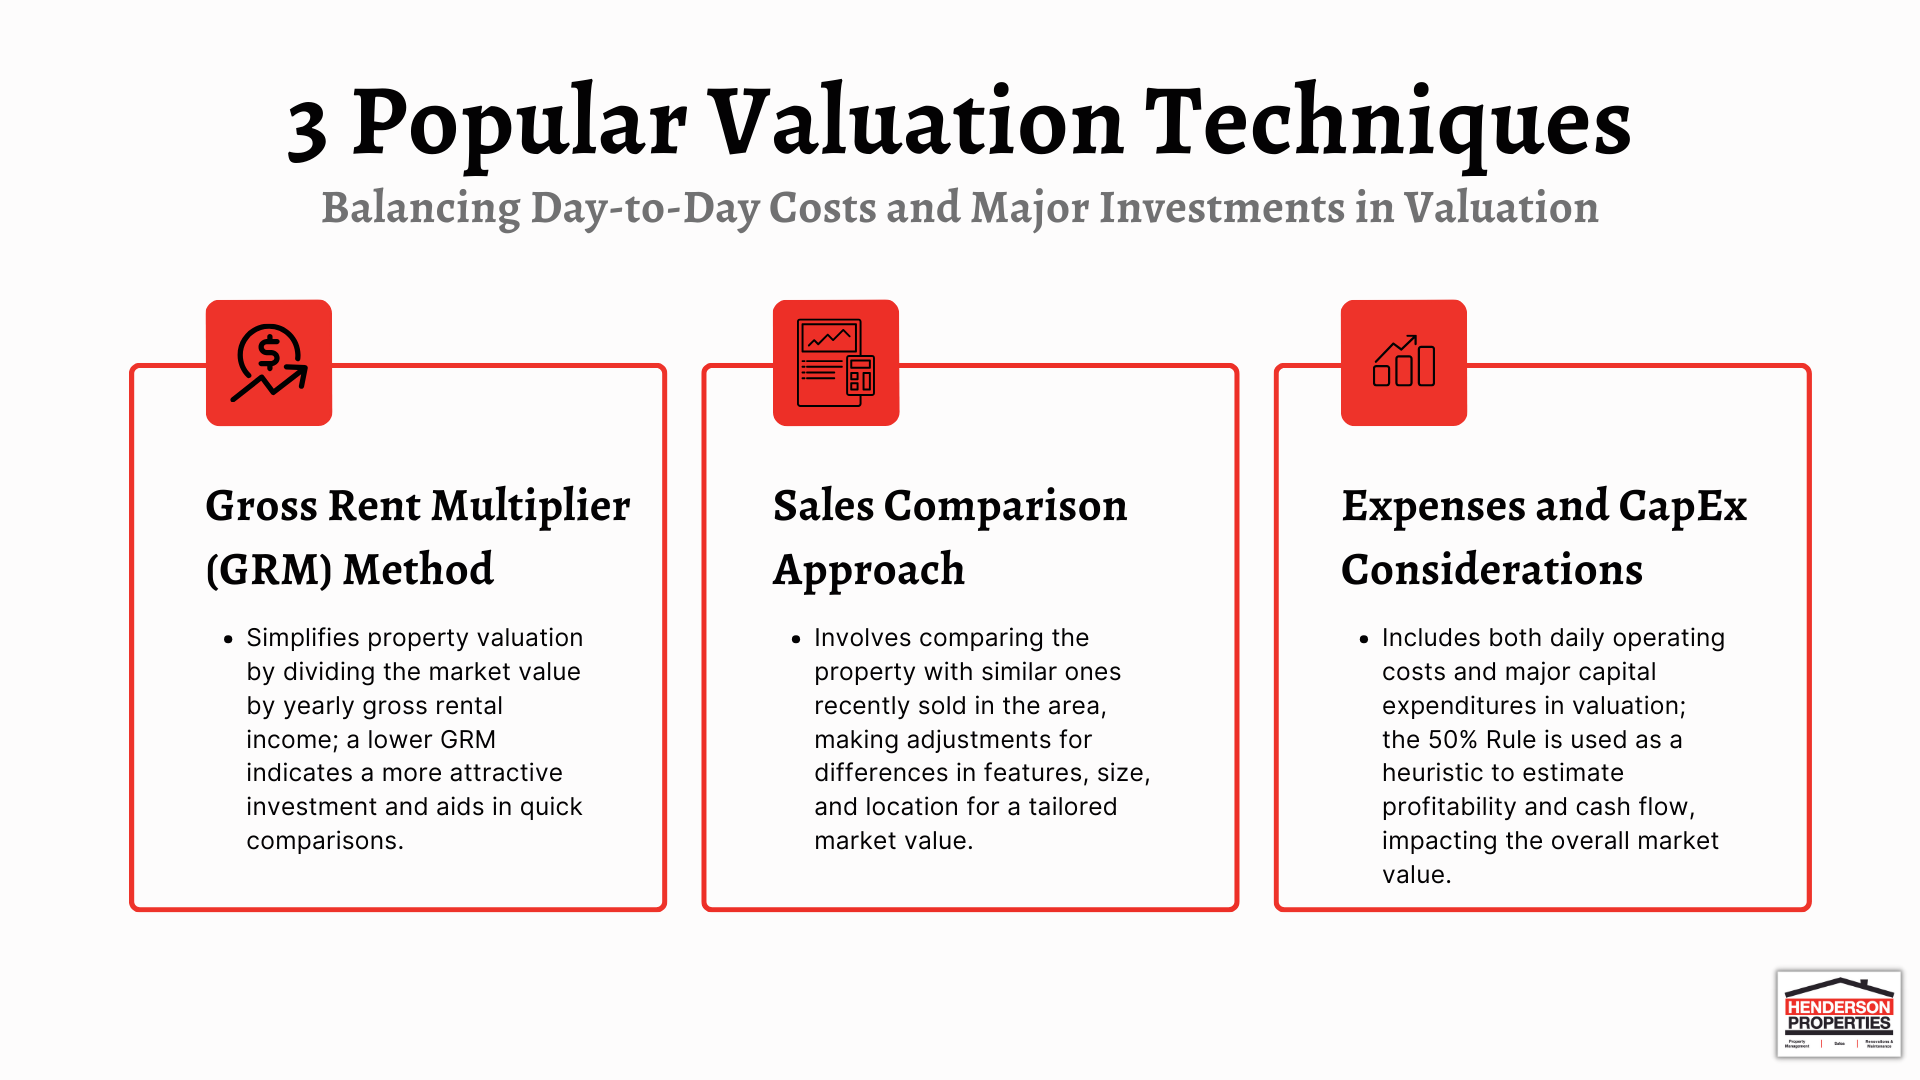 3 Popular Valuation Techniques
Balancing Day-to-Day Costs and Major Investments in Valuation
$
Gross Rent Multiplier
(GRM) Method
• Simplifies property valuation
by dividing the market value
by yearly gross rental
income; a lower GRM
indicates a more attractive
investment and aids in quick
comparisons.
Sales Comparison
Approach
• Involves comparing the
property with similar ones
recently sold in the area,
making adjustments for
differences in features, size,
and location for a tailored
market value.
Expenses and CapEx
Considerations
• Includes both daily operating
costs and major capital
expenditures in valuation;
the 50% Rule is used as a
heuristic to estimate
profitability and cash flow,
impacting the overall market
value.
HENDERSON
PROPERTIES
Property Management | Sales | Renovations & Maintenance